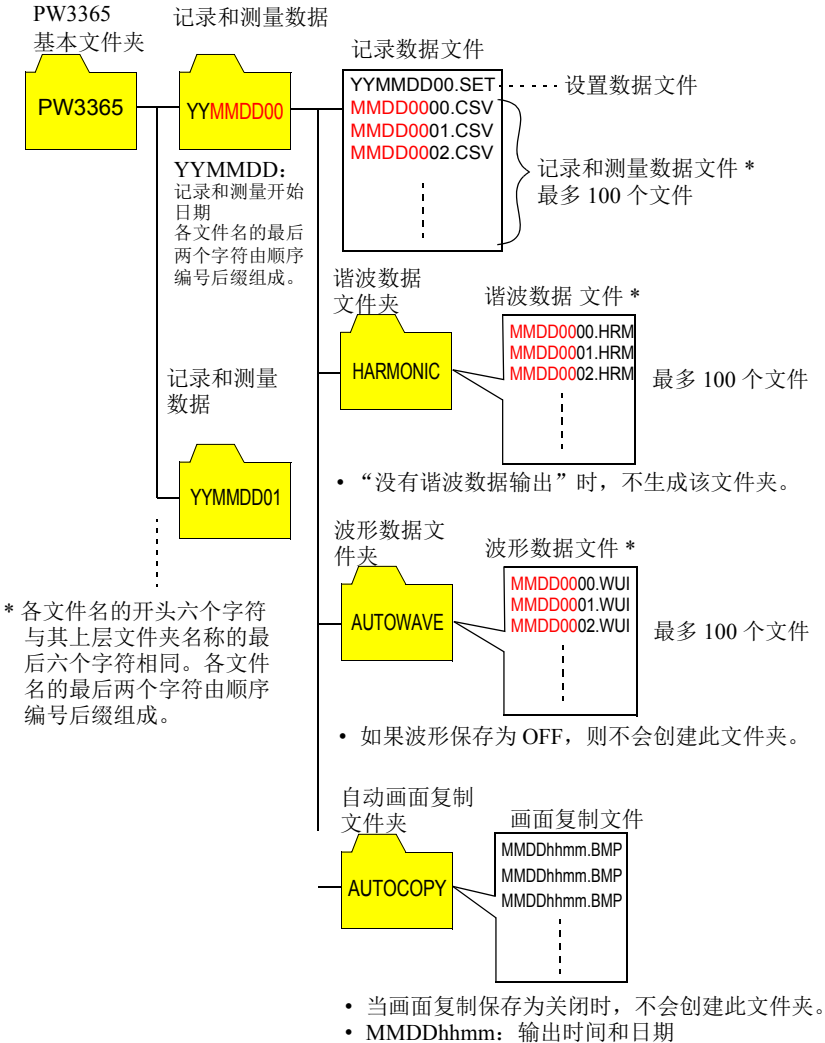 PW3365
基本文件夹
记录和测量数据
PW3365
YYMMDD00
YYMMDD:
记录和测量开始
日期
各文件名的最后
两个字符由顺序
编号后缀组成。
记录数据文件
YYMMDD00.SET
设置数据文件
MMDD0000.CSV
MMDD0001.CSV
MMDD0002.CSV
记录和测量数据文件 *
最多 100 个文件
谐波数据
文件夹
HARMONIC
谐波数据 文件 *
MMDD0000.HRM
MMDD0001.HRM
MMDD0002.HRM
最多 100 个文件
• “没有谐波数据输出”时，不生成该文件夹。
记录和测量
数据
YYMMDD01
* 各文件名的开头六个字符
与其上层文件夹名称的最
后六个字符相同。各文件
名的最后两个字符由顺序
编号后缀组成。
波形数据文
件夹
AUTOWAVE
波形数据文件 *
MMDD0000.WUI
MMDD0001.WUI
MMDD0002.WUI
最多 100 个文件
• 如果波形保存为 OFF，则不会创建此文件夹。
自动画面复制
文件夹
AUTOCOPY
画面复制文件
MMDDhhmm.BMP
MMDDhhmm.BMP
MMDDhhmm.BMP
• 当画面复制保存为关闭时，不会创建此文件夹。
• MMDDhhmm：输出时间和日期